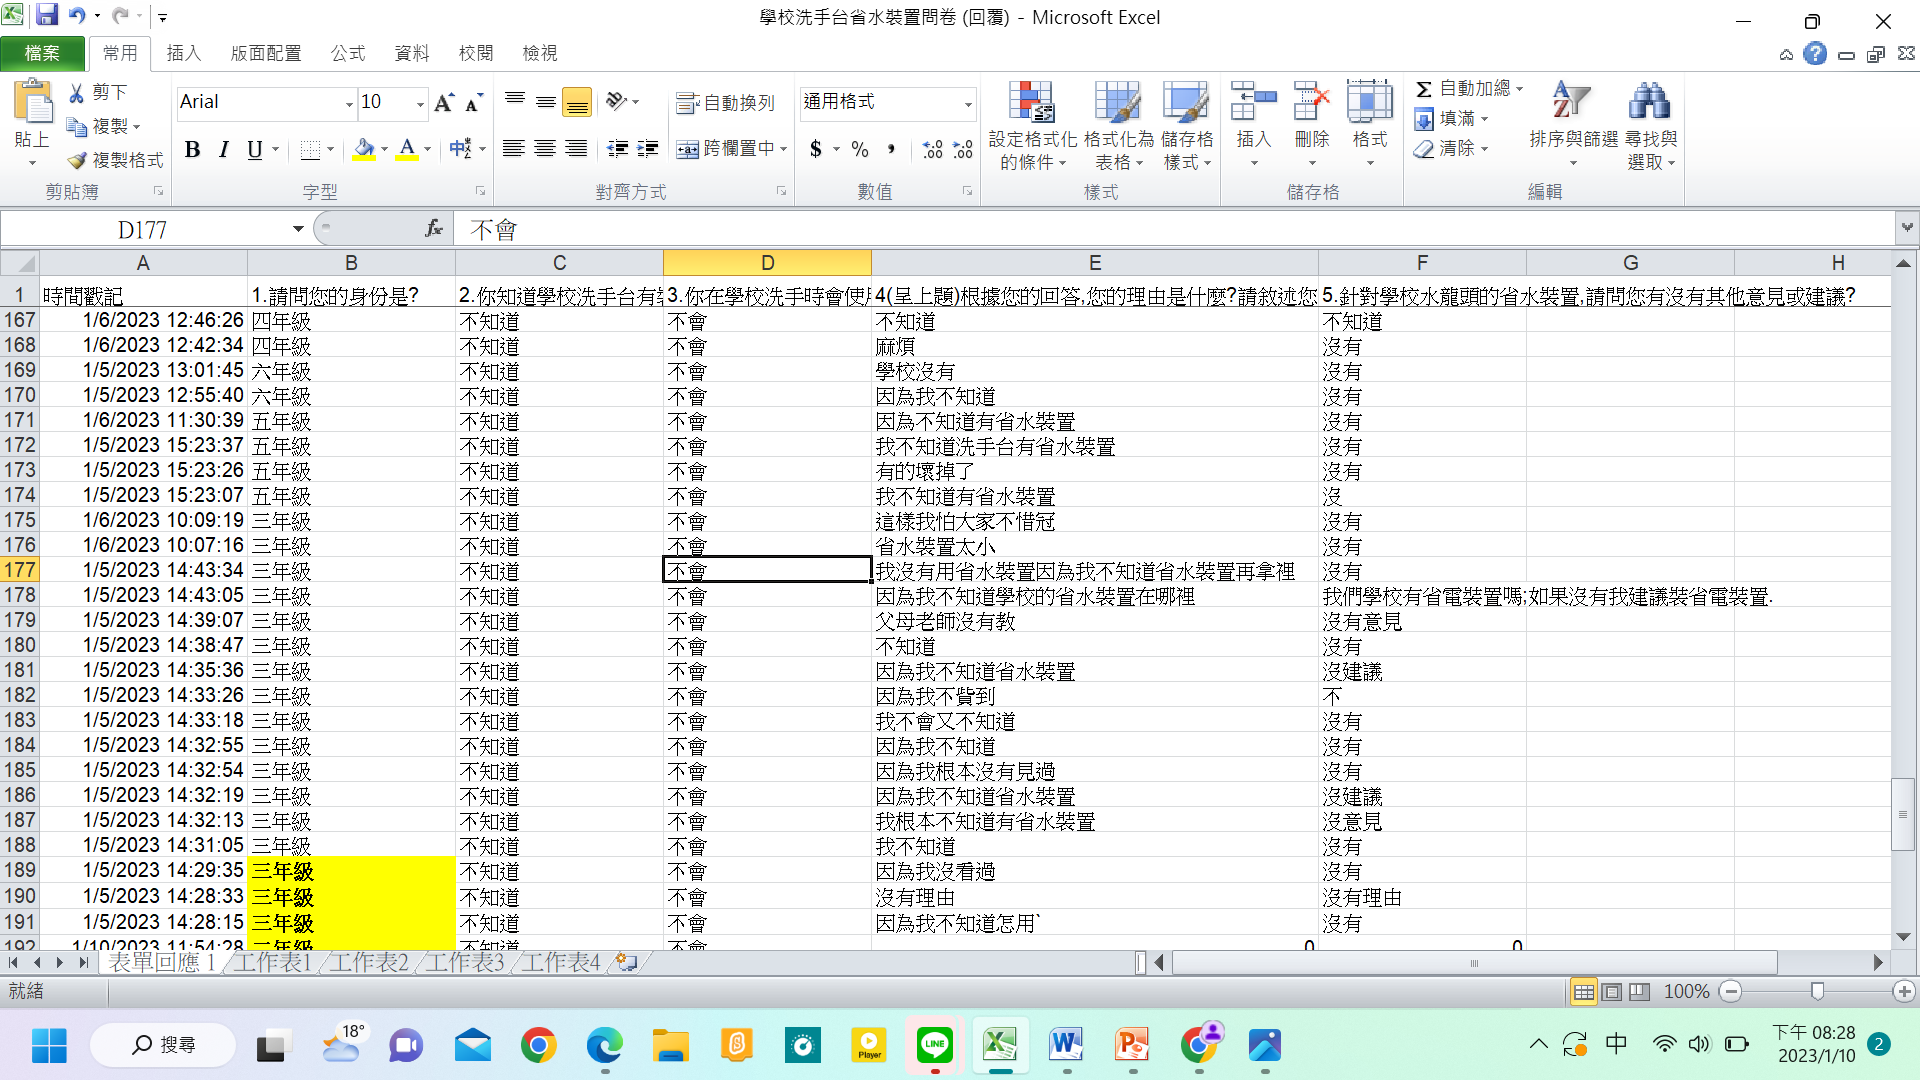 學校洗手台省水裝置問卷 (回覆) - Microsoft Excel
檔案 常用 插入 版面配置 公式 資料 校閱 檢視
貼上 剪下 複製 複製格式 剪貼簿
Arial 10 B I U A A 字型
自動換列 跨欄置中 對齊方式
通用格式 $ % , 數值
設定格式化的條件 格式化為表格 儲存格樣式 樣式
插入 刪除 格式 儲存格
Σ 自動加總 填滿 清除 排序與篩選 尋找與選取 編輯
D177 fx 不會
A B C D E F G H
1 時間戳記 1.請問您的身份是? 2.你知道學校洗手台有 3.你在學校洗手時會使 4(呈上題)根據您的回答,您的理由是什麼?請敘述您 5.針對學校水龍頭的省水裝置,請問您有沒有其他意見或建議?
167 1/6/2023 12:46:26 四年級 不知道 不會 不知道 不知道
168 1/6/2023 12:42:34 四年級 不知道 不會 麻煩 沒有
169 1/5/2023 13:01:45 六年級 不知道 不會 學校沒有 沒有
170 1/5/2023 12:55:40 六年級 不知道 不會 因為我不知道 沒有
171 1/6/2023 11:30:39 五年級 不知道 不會 因為不知道有省水裝置 沒有
172 1/5/2023 15:23:37 五年級 不知道 不會 我不知道洗手台有省水裝置 沒有
173 1/5/2023 15:23:26 五年級 不知道 不會 有的壞掉了 沒有
174 1/5/2023 15:23:07 五年級 不知道 不會 我不知道有省水裝置 沒
175 1/6/2023 10:09:19 三年級 不知道 不會 這樣我怕大家不惜冠 沒有
176 1/6/2023 10:07:16 三年級 不知道 不會 省水裝置太小 沒有
177 1/5/2023 14:43:34 三年級 不知道 不會 我沒有用省水裝置因為我不知道省水裝置再拿裡 沒有
178 1/5/2023 14:43:05 三年級 不知道 不會 因為我不知道學校的省水裝置在哪裡 我們學校有省電裝置嗎;如果沒有我建議裝省電裝置.
179 1/5/2023 14:39:07 三年級 不知道 不會 父母老師沒有教 沒有意見
180 1/5/2023 14:38:47 三年級 不知道 不會 不知道 沒有
181 1/5/2023 14:35:36 三年級 不知道 不會 因為我不知道省水裝置 沒建議
182 1/5/2023 14:33:26 三年級 不知道 不會 因為我不貲到 不
183 1/5/2023 14:33:18 三年級 不知道 不會 我不會又不知道 沒有
184 1/5/2023 14:32:55 三年級 不知道 不會 因為我不知道 沒有
185 1/5/2023 14:32:54 三年級 不知道 不會 因為我根本沒有見過 沒有
186 1/5/2023 14:32:19 三年級 不知道 不會 因為我不知道省水裝置 沒建議
187 1/5/2023 14:32:13 三年級 不知道 不會 我根本不知道有省水裝置 沒意見
188 1/5/2023 14:31:05 三年級 不知道 不會 我不知道 沒有
189 1/5/2023 14:29:35 三年級 不知道 不會 因為我沒看過 沒有
190 1/5/2023 14:28:33 三年級 不知道 不會 沒有理由 沒有理由
191 1/5/2023 14:28:15 三年級 不知道 不會 因為我不知道怎用` 沒有
192 1/10/2023 11:54:28 二年級 不知道 不會 0 0
表單回應 1 工作表1 工作表2 工作表3 工作表4
就緒 100%
18° 搜尋 Player LINE 中 下午 08:28 2
2023/1/10